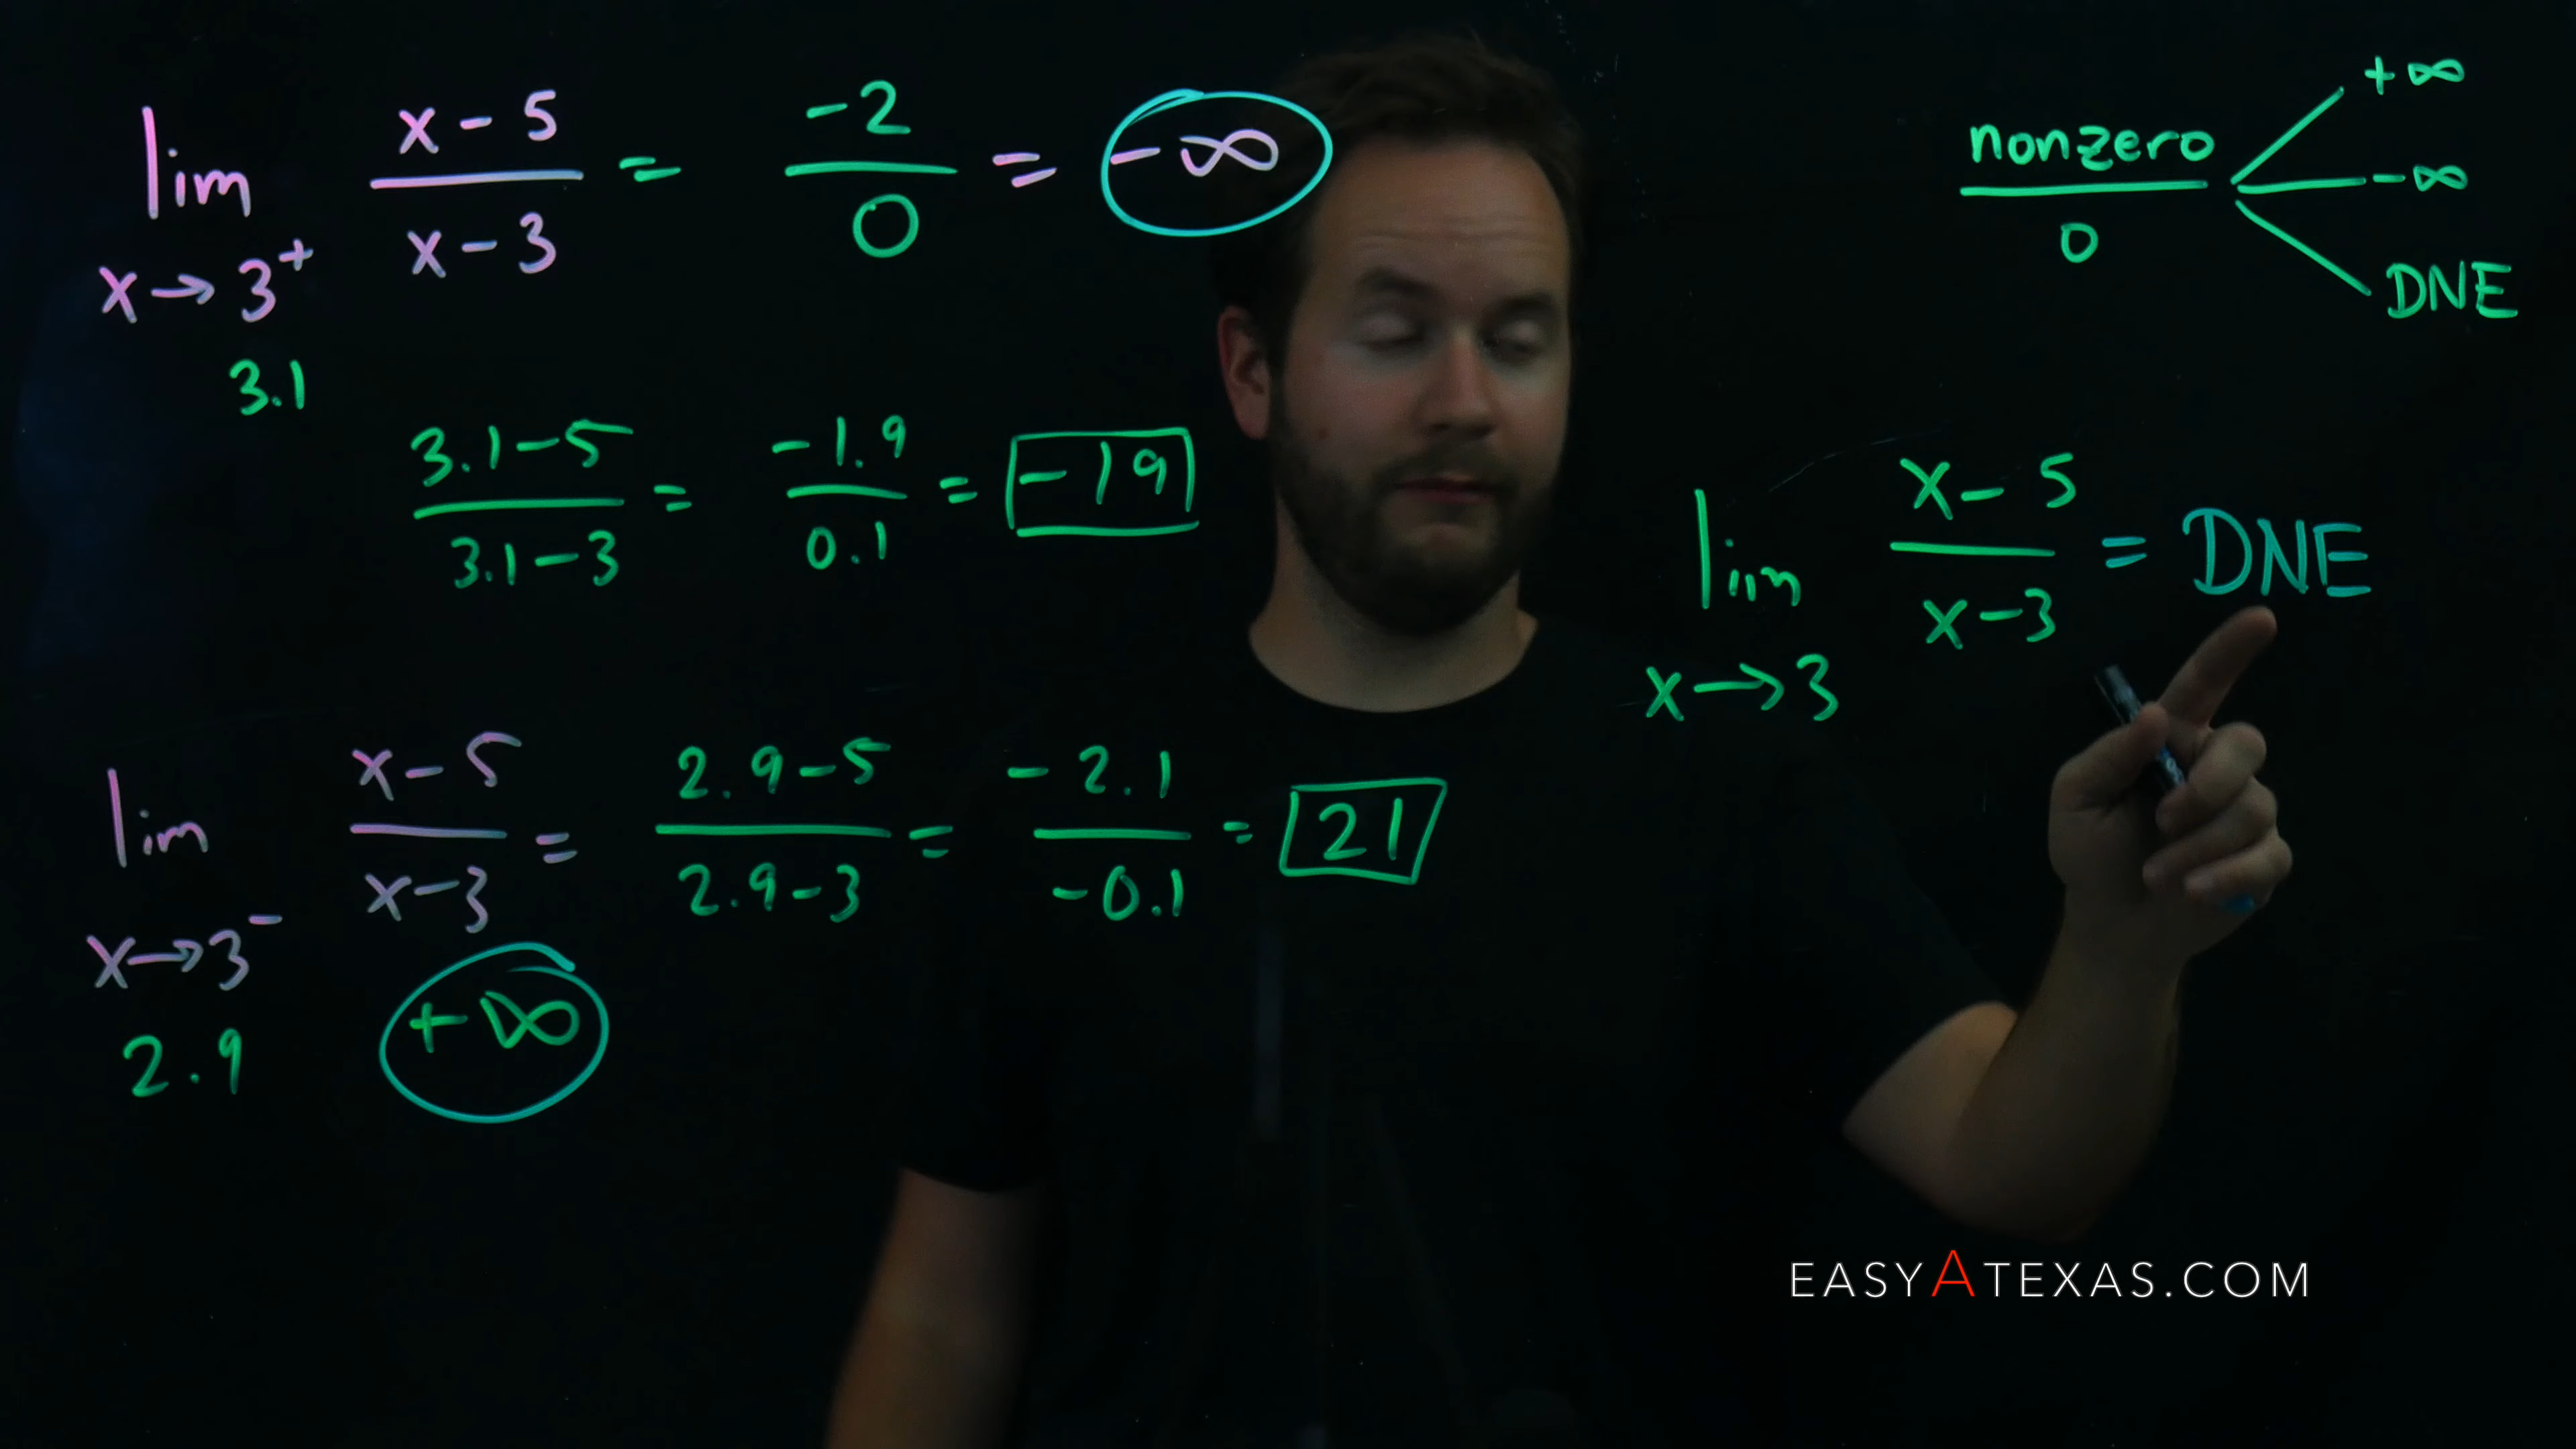 lim x→3⁺ x-5/x-3 = -2/0 = -∞
3.1
3.1-5/3.1-3 = -1.9/0.1 = -19
lim x→3⁻ x-5/x-3 = 2.9-5/2.9-3 = -2.1/-0.1 = 21
2.9
+∞
nonzero/0
+∞
-∞
DNE
lim x→3 x-5/x-3 = DNE
EASYATEXAS.COM